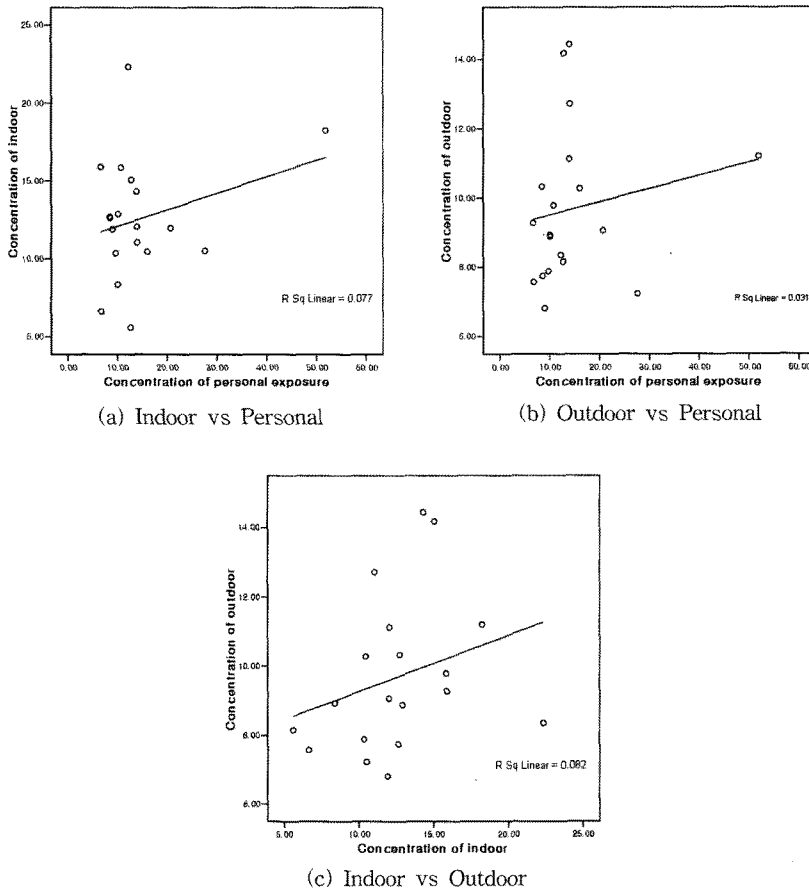 25.00
20.00
15.00
10.00
5.00
Concentration of indoor
R Sq Linear = 0.077
0.00 10.00 20.00 30.00 40.00 50.00 60.00
Concentration of personal exposure
(a) Indoor vs Personal
14.00
12.00
10.00
8.00
6.00
Concentration of outdoor
R Sq Linear = 0.031
0.00 10.00 20.00 30.00 40.00 50.00 60.00
Concentration of personal exposure
(b) Outdoor vs Personal
14.00
12.00
10.00
8.00
6.00
Concentration of outdoor
R Sq Linear = 0.082
5.00 10.00 15.00 20.00 25.00
Concentration of indoor
(c) Indoor vs Outdoor